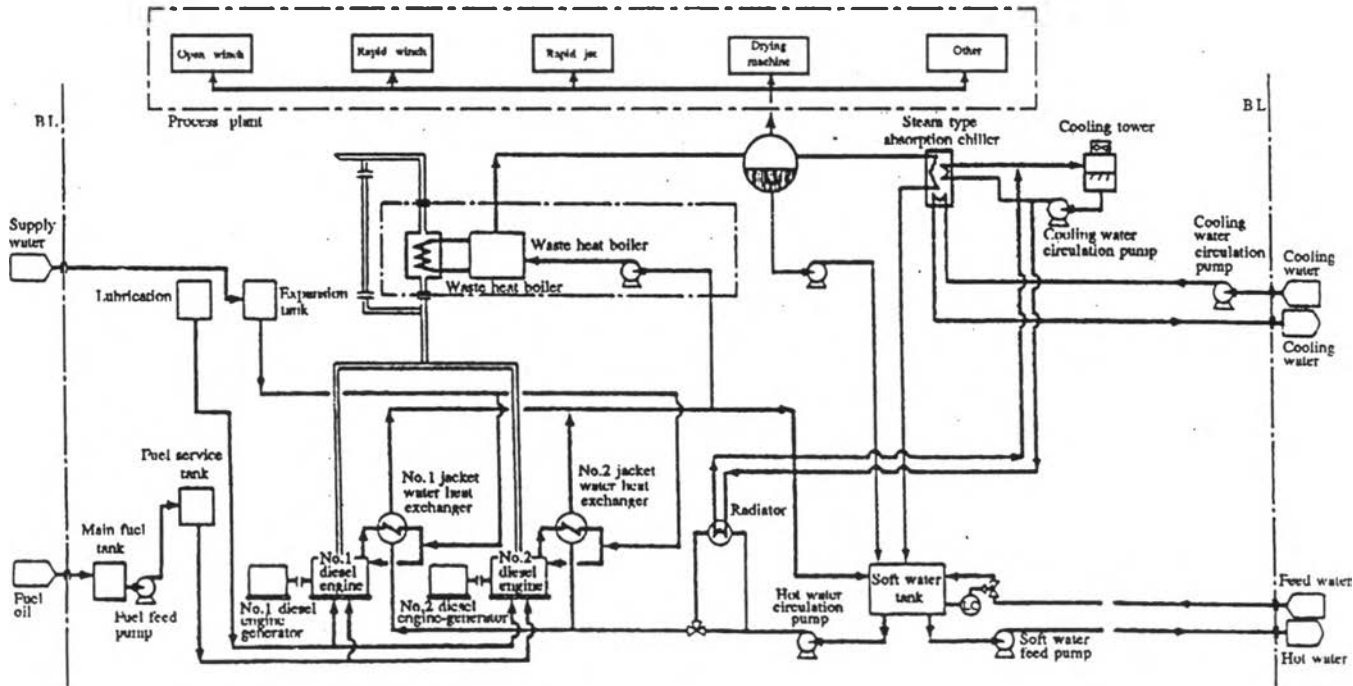 Open winch
Rapid winch
Rapid jet
Drying
machine
Other
Process plant
B L
B L
Steam type
absorption chiller
Cooling tower
Supply
water
Lubrication
Expansion
tank
Waste heat boiler
Waste heat boiler
Cooling water
circulation pump
Cooling
water
circulation
pump
Cooling
water
Cooling
water
Fuel service
tank
Main fuel
tank
Fuel
oil
Fuel feed
pump
No.1 jacket
water heat
exchanger
No.2 jacket
water heat
exchanger
Radiator
No.1
diesel
engine
No.2
diesel
engine
No.1 diesel
engine
generator
No.2 diesel
engine-generator
Hot water
circulation
pump
Soft water
tank
LC
Soft water
feed pump
Feed water
Hot water